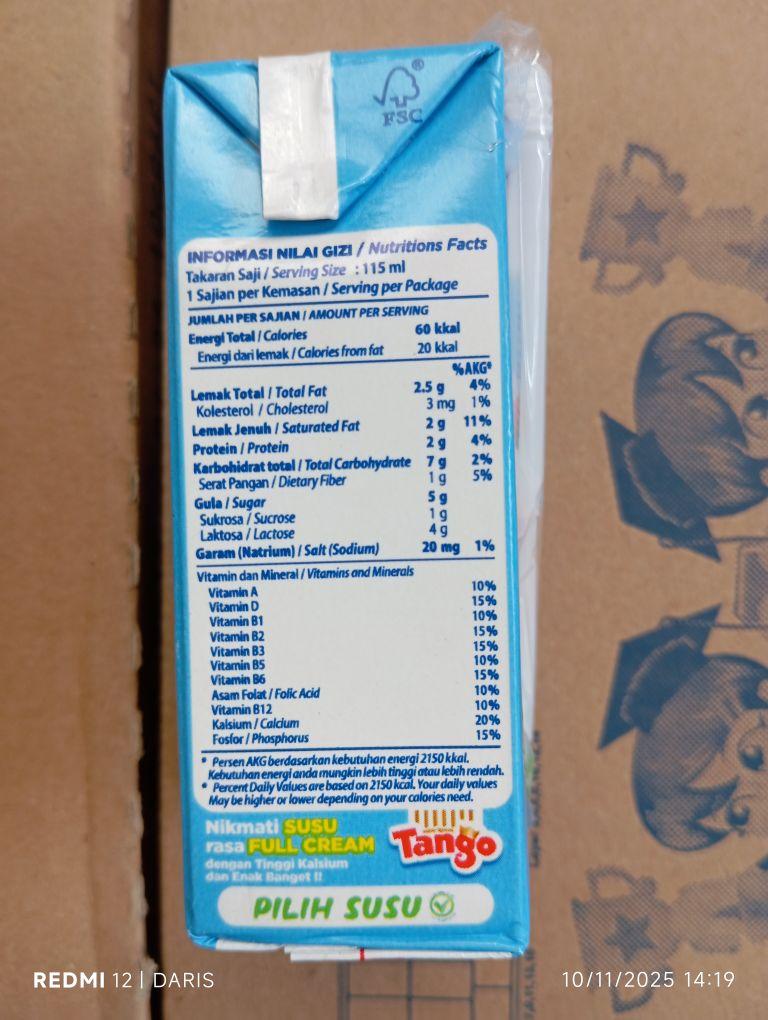 FSC
INFORMASI NILAI GIZI / Nutritions Facts
Takaran Saji / Serving Size : 115 ml
1 Sajian per Kemasan / Serving per Package
JUMLAH PER SAJIAN / AMOUNT PER SERVING
Energi Total / Calories 60 kkal
Energi dari lemak / Calories from fat 20 kkal
%AKG*
Lemak Total / Total Fat 2.5 g 4%
Kolesterol / Cholesterol 3 mg 1%
Lemak Jenuh / Saturated Fat 2 g 11%
Protein / Protein 2 g 4%
Karbohidrat total / Total Carbohydrate 7 g 2%
Serat Pangan / Dietary Fiber 1 g 5%
Gula / Sugar 5 g
Sukrosa / Sucrose 1 g
Laktosa / Lactose 4 g
Garam (Natrium) / Salt (Sodium) 20 mg 1%
Vitamin dan Mineral / Vitamins and Minerals
Vitamin A 10%
Vitamin D 15%
Vitamin B1 10%
Vitamin B2 15%
Vitamin B3 15%
Vitamin B5 10%
Vitamin B6 15%
Asam Folat / Folic Acid 10%
Vitamin B12 10%
Kalsium / Calcium 20%
Fosfor / Phosphorus 15%
* Persen AKG berdasarkan kebutuhan energi 2150 kkal.
Kebutuhan energi anda mungkin lebih tinggi atau lebih rendah.
* Percent Daily Values are based on 2150 kcal. Your daily values
May be higher or lower depending on your calories need.
Nikmati SUSU
rasa FULL CREAM
dengan Tinggi Kalsium
dan Enak Banget !!
Tango
PILIH SUSU
REDMI 12 | DARIS
10/11/2025 14:19